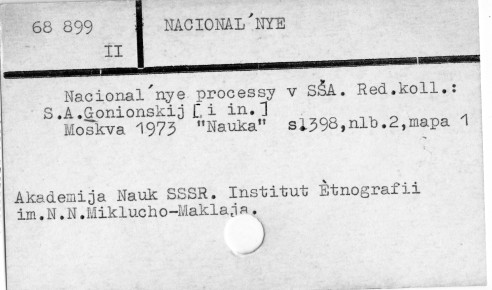 68 899
II
NACIONAL´NYE
Nacional´nye processy v SŠA. Red.koll.:
S.A.Gonionskij [i in.]
Moskva 1973 "Nauka" s.398,nlb.2,mapa 1
Akademija Nauk SSSR. Institut Ètnografii
im.N.N.Miklucho-Maklaja.